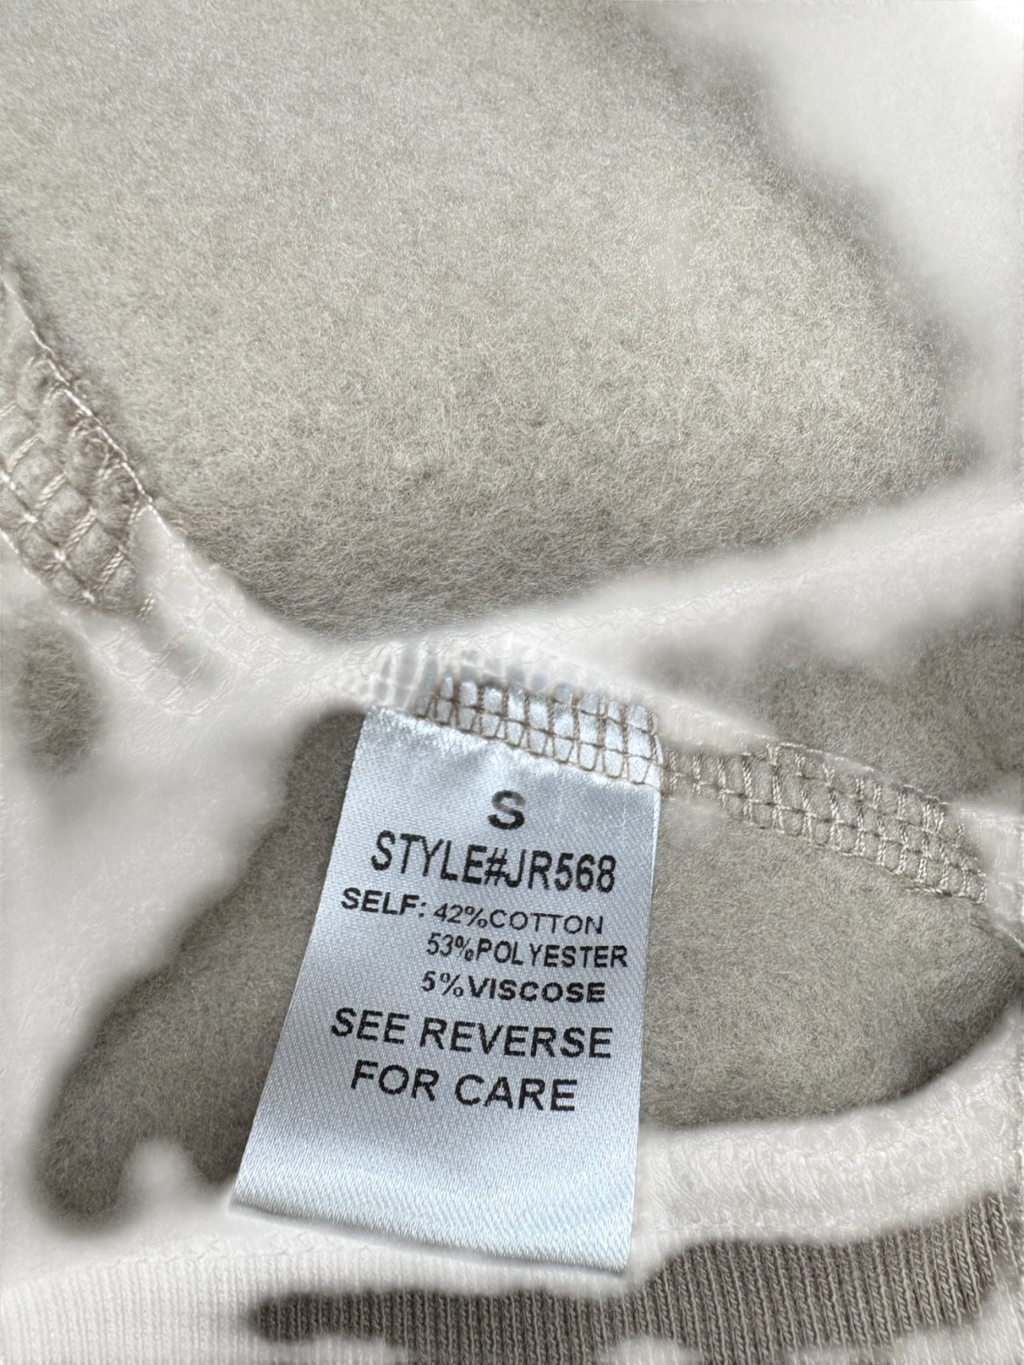 S
STYLE#JR568
SELF: 42%COTTON
53%POLYESTER
5%VISCOSE
SEE REVERSE
FOR CARE